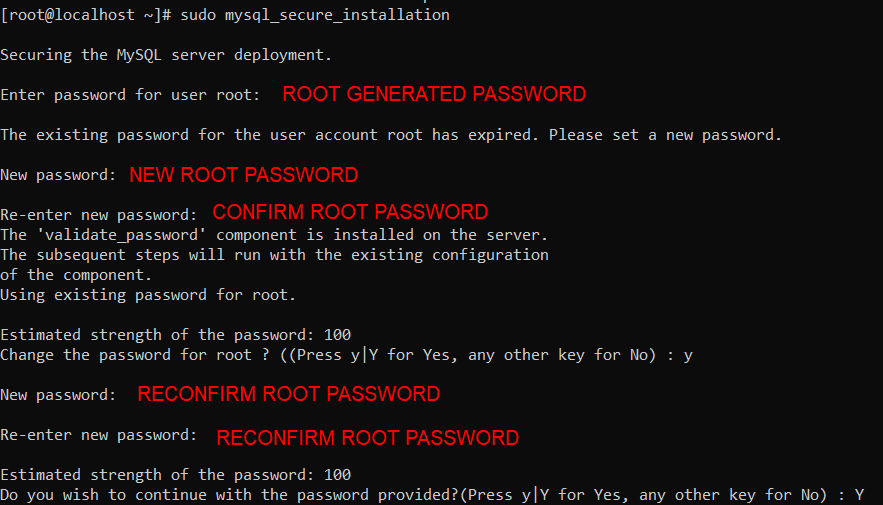 [root@localhost ~]# sudo mysql_secure_installation
Securing the MySQL server deployment.
Enter password for user root: ROOT GENERATED PASSWORD
The existing password for the user account root has expired. Please set a new password.
New password: NEW ROOT PASSWORD
Re-enter new password: CONFIRM ROOT PASSWORD
The 'validate_password' component is installed on the server.
The subsequent steps will run with the existing configuration
of the component.
Using existing password for root.
Estimated strength of the password: 100
Change the password for root ? ((Press y|Y for Yes, any other key for No) : y
New password: RECONFIRM ROOT PASSWORD
Re-enter new password: RECONFIRM ROOT PASSWORD
Estimated strength of the password: 100
Do you wish to continue with the password provided?(Press y|Y for Yes, any other key for No) : Y